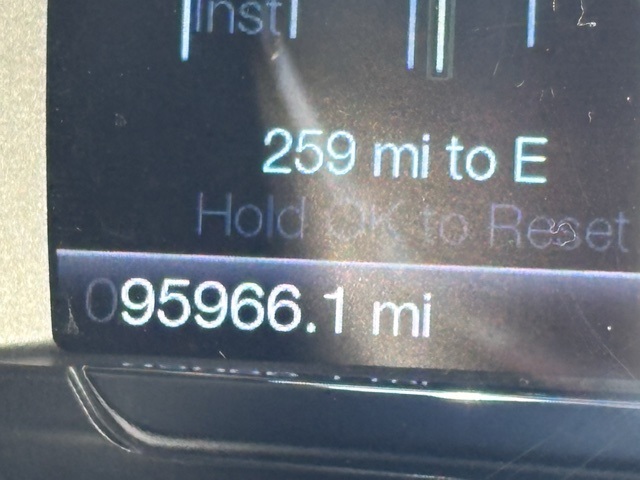 Inst
259 mi to E
Hold OK to Reset
095966.1 mi